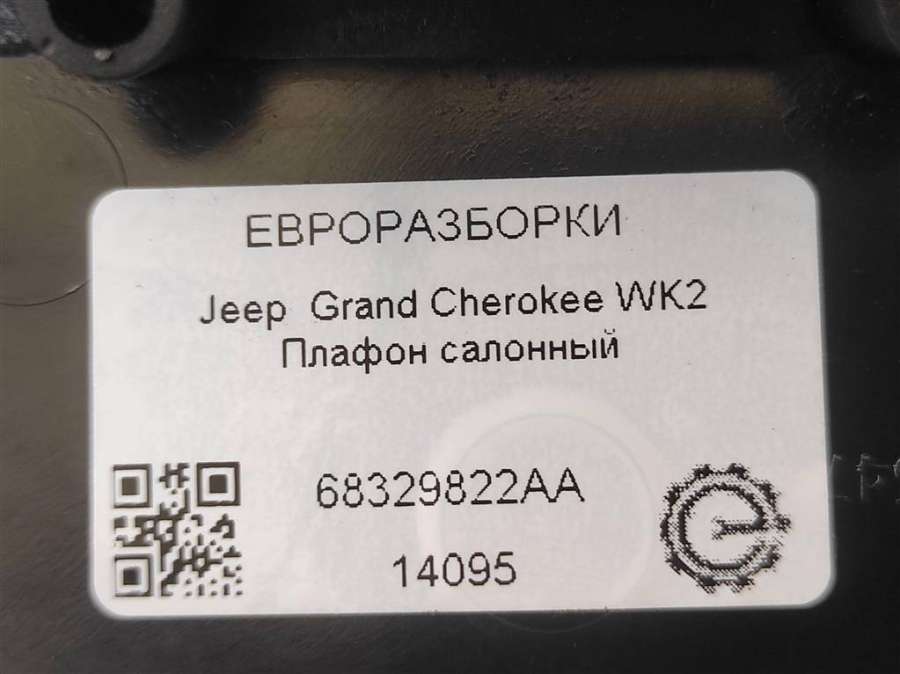 ЕВРОРАЗБОРКИ
Jeep Grand Cherokee WK2
Плафон салонный
68329822AA
14095